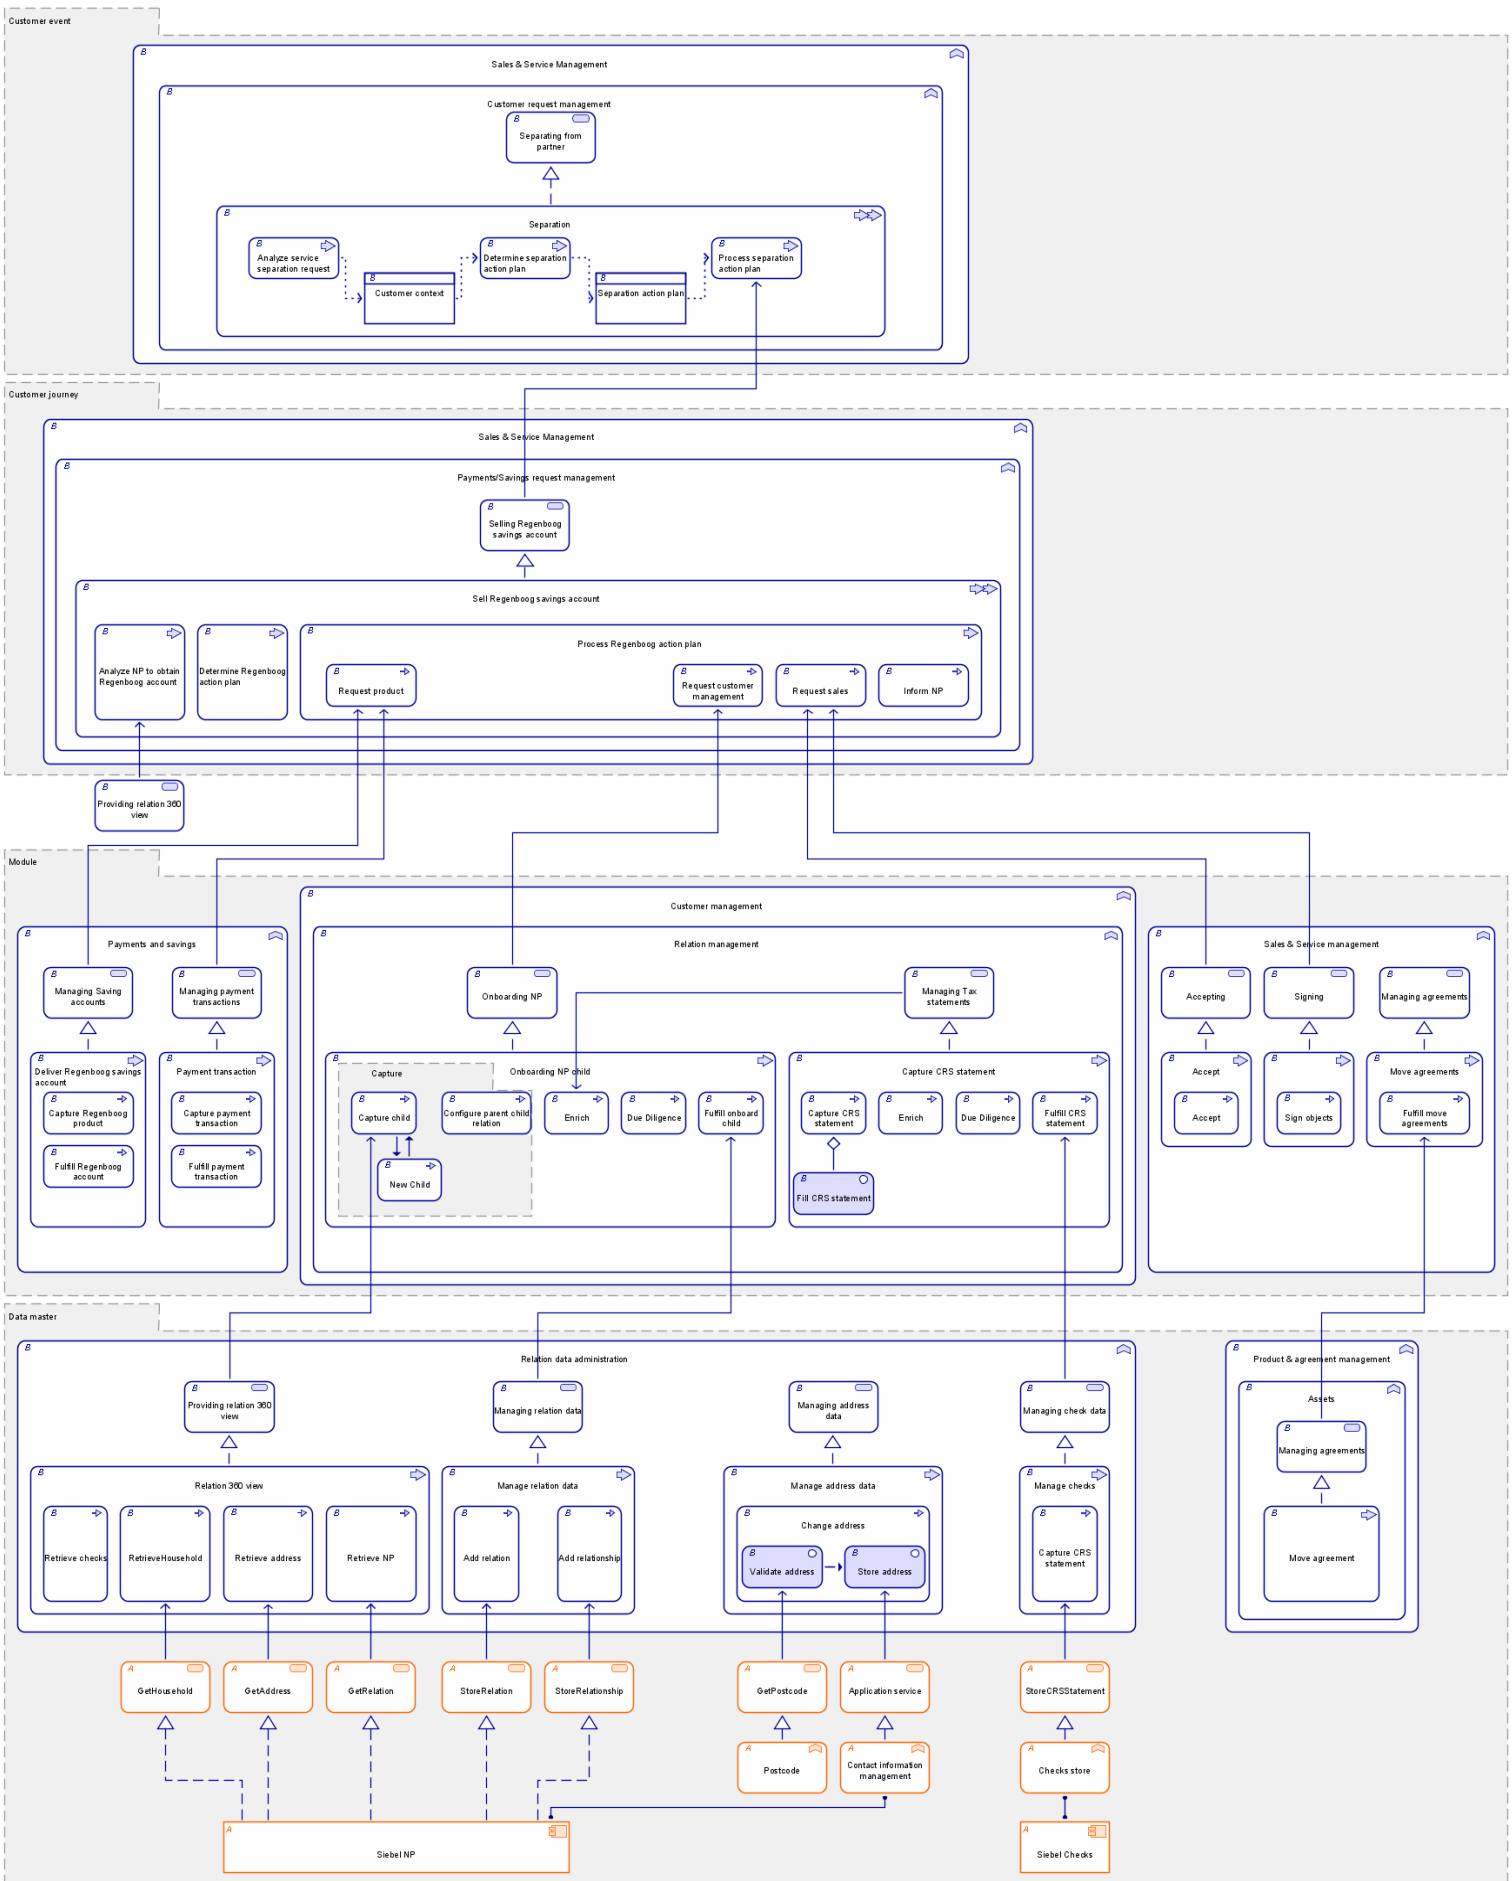 Customer event
B
Sales & Service Management
B
Customer request management
B
Separating from
partner
B
Separation
B
Analyze service
separation request
B
Customer context
B
Determine separation
action plan
B
Separation action plan
B
Process separation
action plan
Customer journey
B
Sales & Service Management
B
Payments/Savings request management
B
Selling Regenboog
savings account
B
Sell Regenboog savings account
B
Analyze NP to obtain
Regenboog account
B
Determine Regenboog
action plan
B
Process Regenboog action plan
B
Request product
B
Request customer
management
B
Request sales
B
Inform NP
B
Providing relation 360
view
Module
B
Payments and savings
B
Managing Saving
accounts
B
Managing payment
transactions
B
Deliver Regenboog savings
account
B
Capture Regenboog
product
B
Fulfill Regenboog
account
B
Payment transaction
B
Capture payment
transaction
B
Fulfill payment
transaction
B
Customer management
B
Relation management
B
Onboarding NP
B
Managing Tax
statements
B
Onboarding NP child
Capture
B
Capture child
B
Configure parent child
relation
B
New Child
B
Enrich
B
Due Diligence
B
Fulfill onboard
child
B
Capture CRS statement
B
Capture CRS
statement
B
Fill CRS statement
B
Enrich
B
Due Diligence
B
Fulfill CRS
statement
B
Sales & Service management
B
Accepting
B
Signing
B
Managing agreements
B
Accept
B
Accept
B
B
Sign objects
B
Move agreements
B
Fulfill move
agreements
Data master
B
Relation data administration
B
Providing relation 360
view
B
Managing relation data
B
Managing address
data
B
Managing check data
B
Relation 360 view
B
Retrieve checks
B
RetrieveHousehold
B
Retrieve address
B
Retrieve NP
B
Manage relation data
B
Add relation
B
Add relationship
B
Manage address data
B
Change address
B
Validate address
B
Store address
B
Manage checks
B
Capture CRS
statement
B
Product & agreement management
B
Assets
B
Managing agreements
B
Move agreement
A
GetHousehold
A
GetAddress
A
GetRelation
A
StoreRelation
A
StoreRelationship
A
GetPostcode
A
Application service
A
StoreCRSStatement
A
Postcode
A
Contact information
management
A
Checks store
A
Siebel NP
A
Siebel Checks